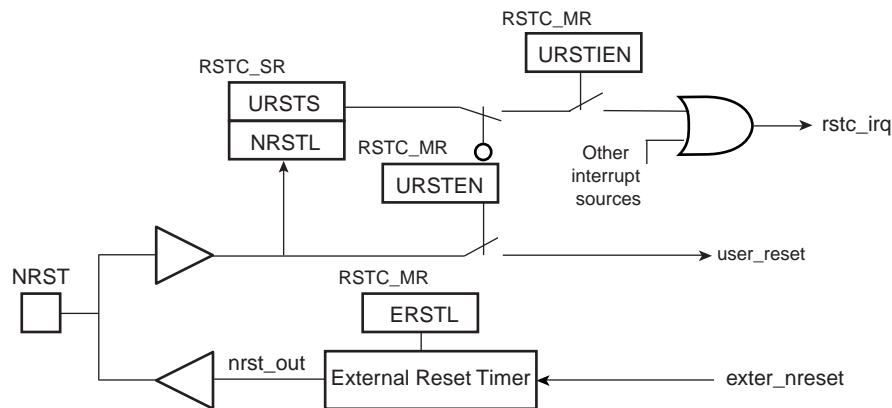 RSTC_MR
URSTIEN
RSTC_SR
URSTS
NRSTL
RSTC_MR
URSTEN
rstc_irq
Other
interrupt
sources
user_reset
NRST
RSTC_MR
ERSTL
nrst_out
External Reset Timer
exter_nreset